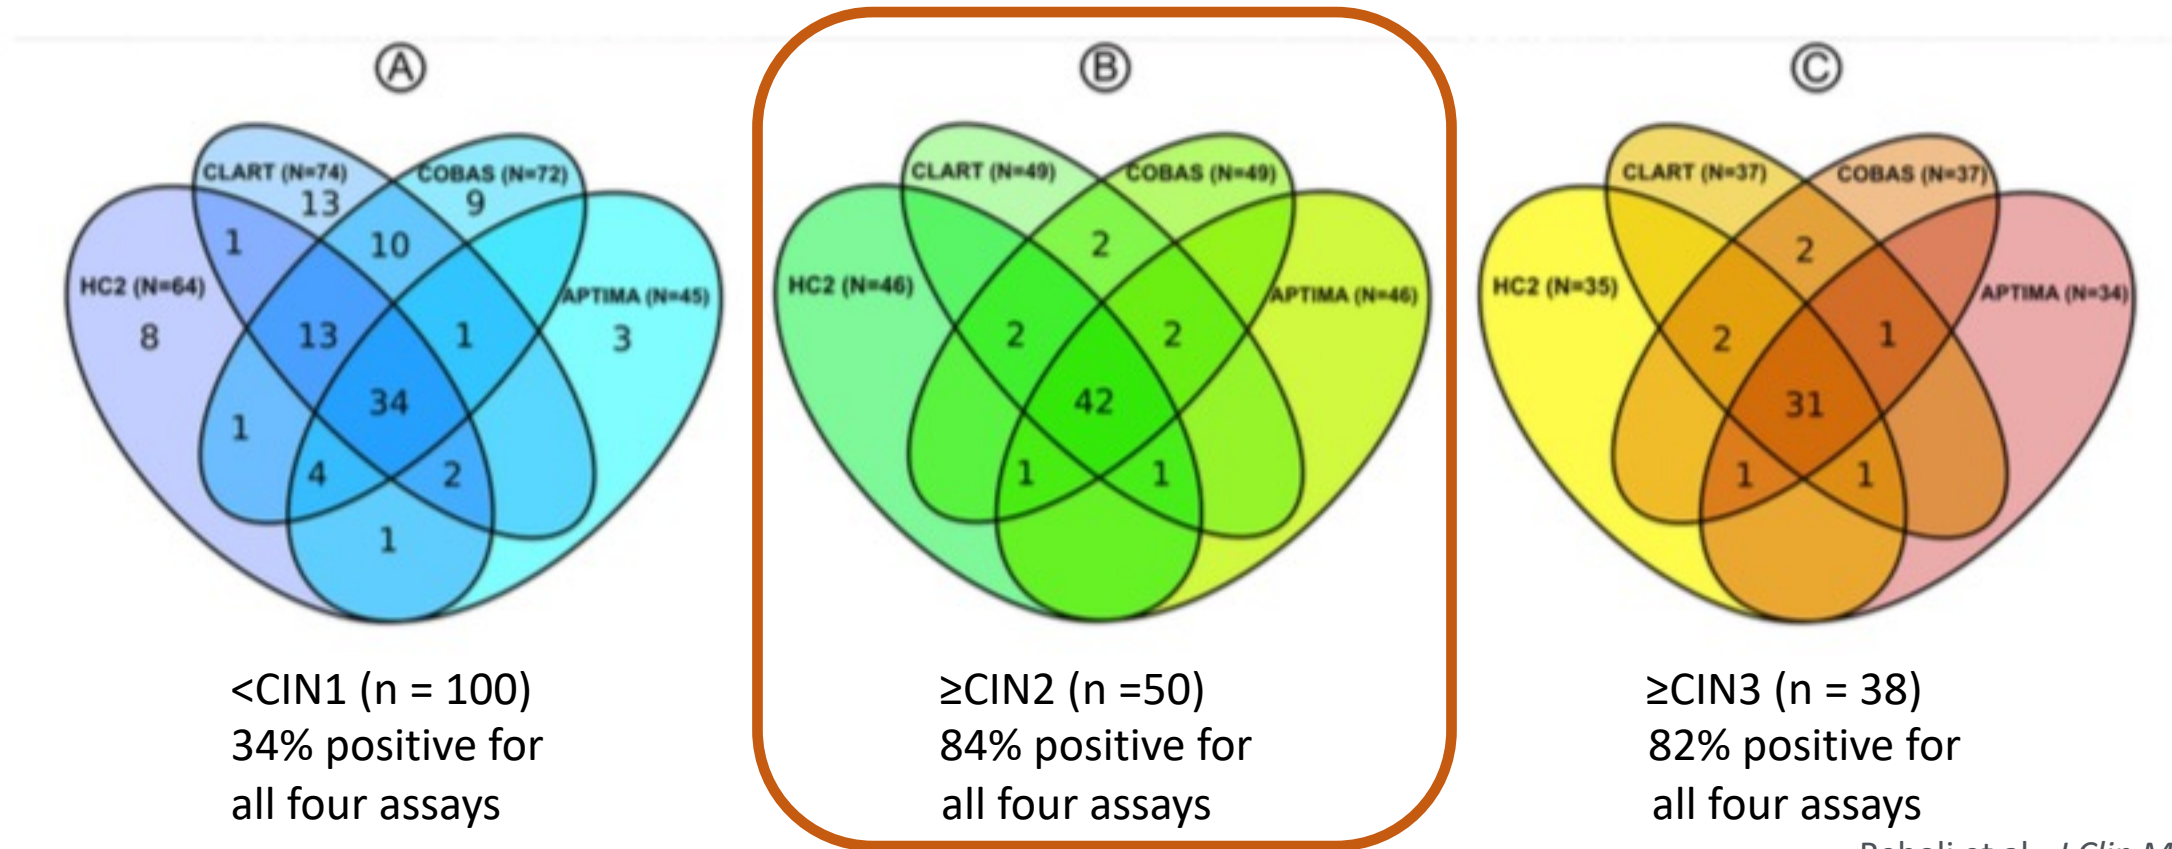 A
CLART (N=74)
COBAS (N=72)
13
9
1
10
HC2 (N=64)
APTIMA (N=45)
8
13
1
3
34
1
4
2
1
<CIN1 (n = 100)
34% positive for
all four assays
B
CLART (N=49)
COBAS (N=49)
2
HC2 (N=46)
APTIMA (N=46)
2
2
42
1
1
≥CIN2 (n =50)
84% positive for
all four assays
C
CLART (N=37)
COBAS (N=37)
2
HC2 (N=35)
APTIMA (N=34)
2
1
31
1
1
≥CIN3 (n = 38)
82% positive for
all four assays